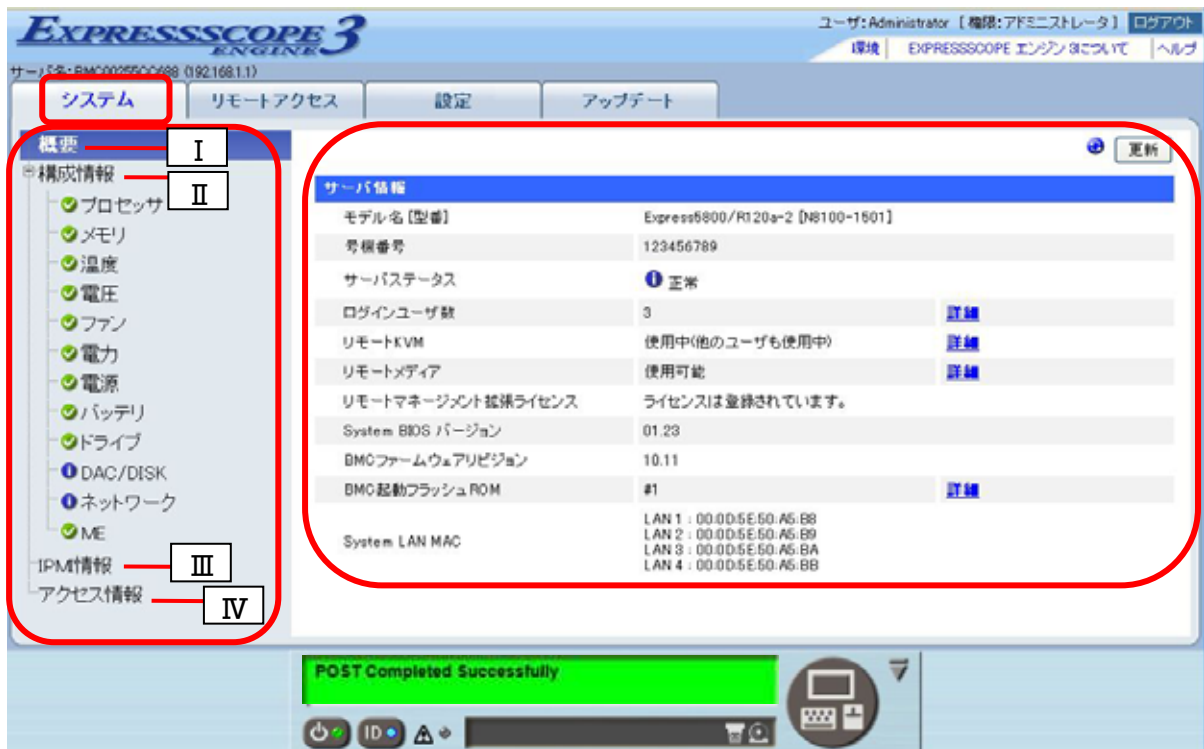 EXPRESSSCOPE 3
ENGINE
ユーザ:Administrator [ 権限:アドミニストレータ ] ログアウト
環境 EXPRESSSCOPE エンジン 3について ヘルプ
サーバ名: BMC00255CCC688 (192.168.1.1)
システム リモートアクセス 設定 アップデート
概要
I
構成情報
II
プロセッサ
メモリ
温度
電圧
ファン
電力
電源
バッテリ
ドライブ
DAC/DISK
ネットワーク
ME
IPMI情報
III
アクセス情報
IV
更新
サーバ情報
モデル名 [型番] Express5800/R120a-2 [N8100-1501]
号機番号 123456789
サーバステータス 正常
ログインユーザ数 3 詳細
リモートKVM 使用中(他のユーザも使用中) 詳細
リモートメディア 使用可能 詳細
リモートマネージメント拡張ライセンス ライセンスは登録されています。
System BIOS バージョン 01.23
BMCファームウェアリビジョン 10.11
BMC起動フラッシュROM #1 詳細
System LAN MAC
LAN 1 : 00:0D:5E:50:A5:B8
LAN 2 : 00:0D:5E:50:A5:B9
LAN 3 : 00:0D:5E:50:A5:BA
LAN 4 : 00:0D:5E:50:A5:BB
POST Completed Successfully
ID